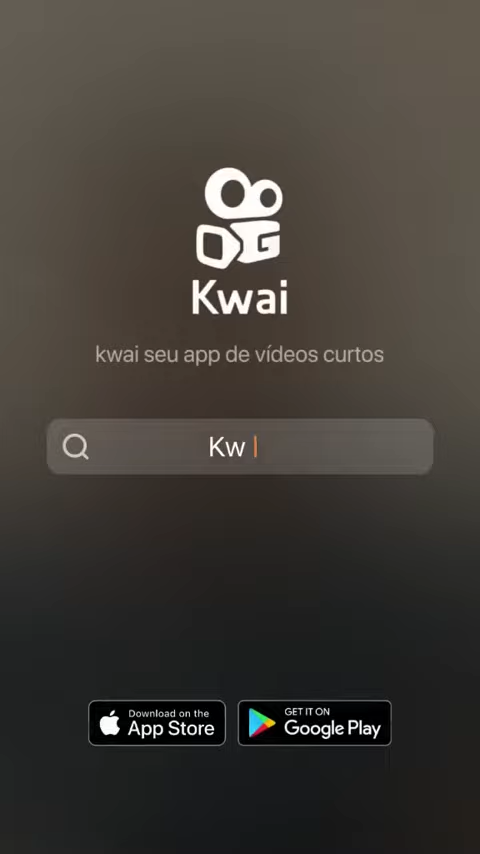 Kwai
kwai seu app de vídeos curtos
Kw
Download on the
App Store
GET IT ON
Google Play